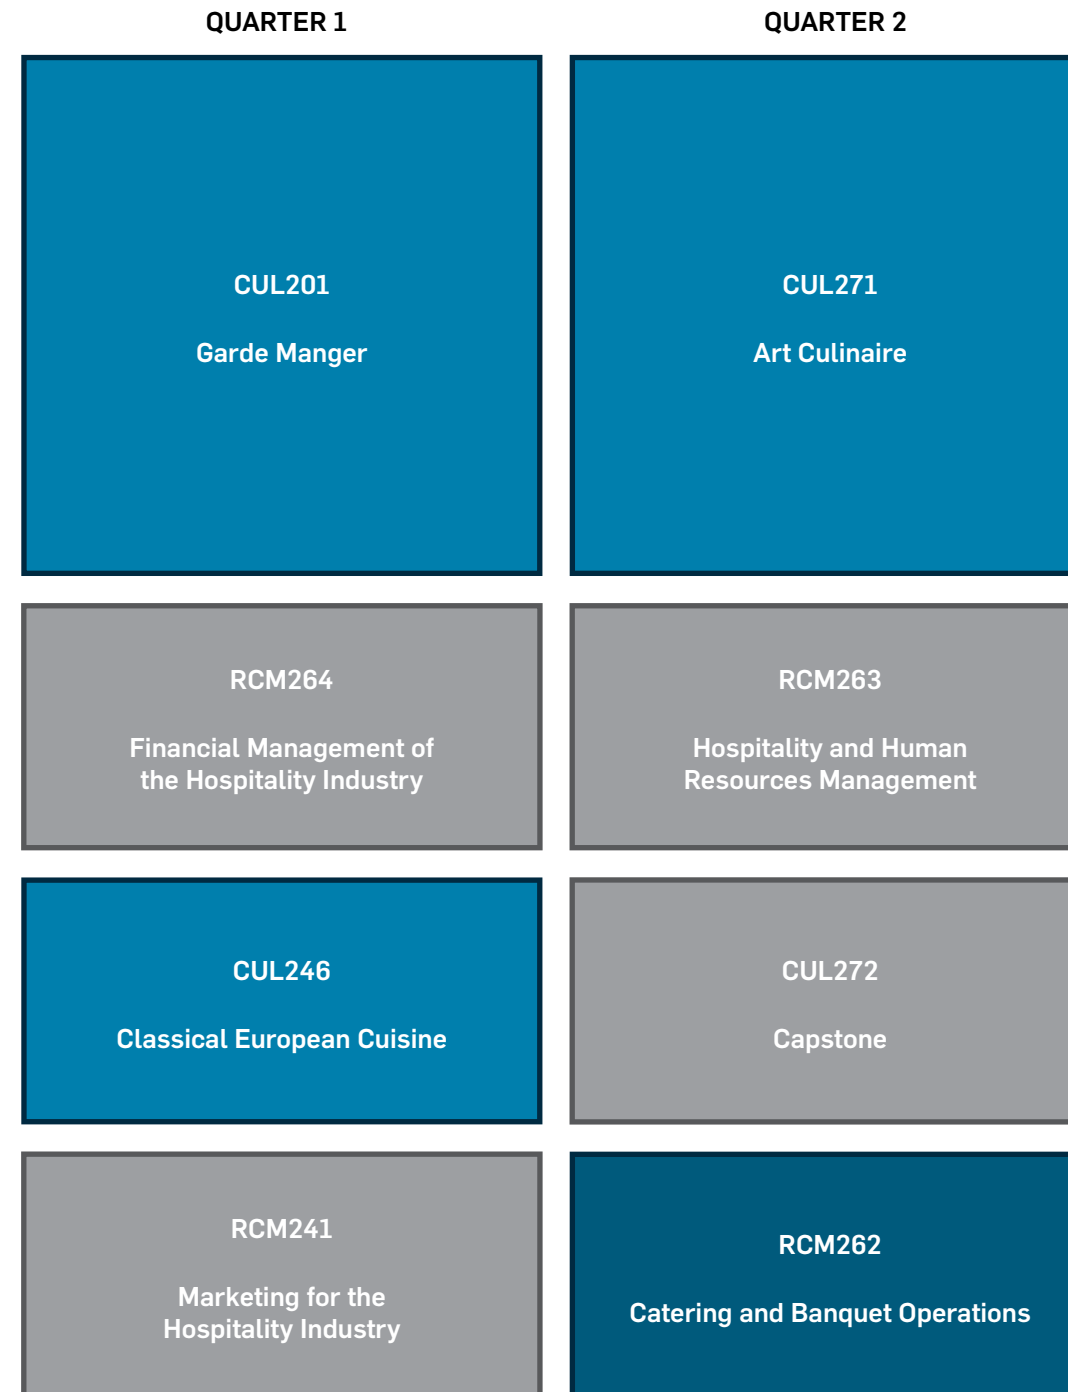 QUARTER 1
CUL201
Garde Manger
RCM264
Financial Management of
the Hospitality Industry
CUL246
Classical European Cuisine
RCM241
Marketing for the
Hospitality Industry
QUARTER 2
CUL271
Art Culinaire
RCM263
Hospitality and Human
Resources Management
CUL272
Capstone
RCM262
Catering and Banquet Operations